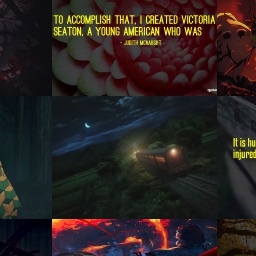 TO ACCOMPLISH THAT, I CREATED VICTORIA
SEATON, A YOUNG AMERICAN WHO WAS
- JUDITH MCNAUGHT
It is hu
injured